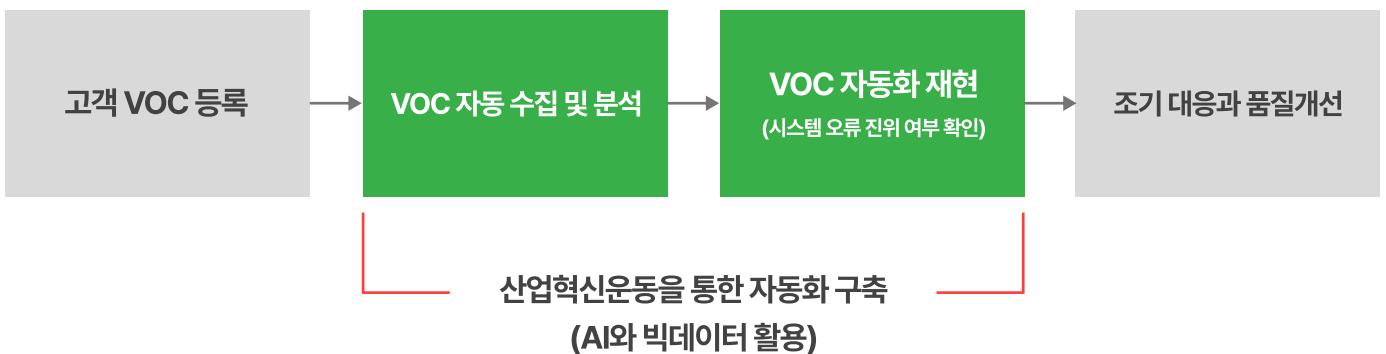 고객 VOC 등록
VOC 자동 수집 및 분석
VOC 자동화 재현
(시스템 오류 진위 여부 확인)
조기 대응과 품질개선
산업혁신운동을 통한 자동화 구축
(AI와 빅데이터 활용)